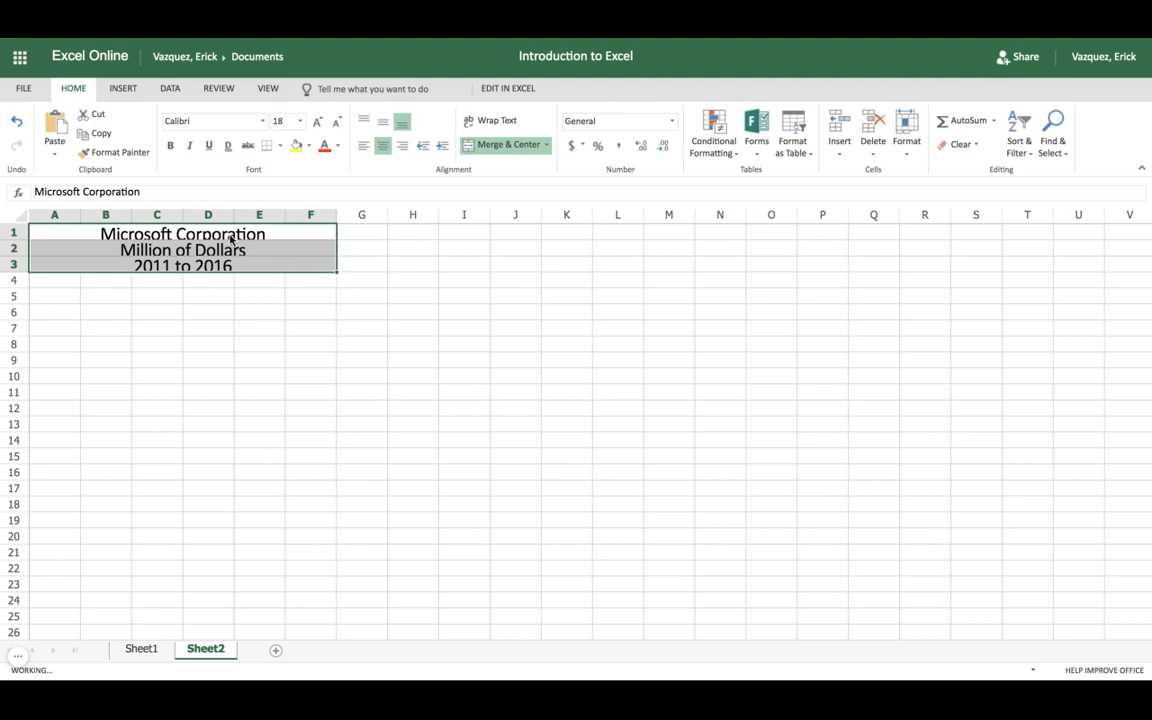 Excel Online Vazquez, Erick ▸ Documents Introduction to Excel Share Vazquez, Erick
FILE HOME INSERT DATA REVIEW VIEW Tell me what you want to do EDIT IN EXCEL
Paste Cut Copy Format Painter
Calibri 18 A A
B I U D abc A
Wrap Text
Merge & Center
General
$ % , .00 .00
Conditional Formatting Forms Format as Table
Insert Delete Format
AutoSum Clear
Sort & Filter Find & Select
Undo Clipboard Font Alignment Number Tables Cells Editing
fx Microsoft Corporation
A B C D E F G H I J K L M N O P Q R S T U V
1 Microsoft Corporation
2 Million of Dollars
3 2011 to 2016
4
5
6
7
8
9
10
11
12
13
14
15
16
17
18
19
20
21
22
23
24
25
26
Sheet1 Sheet2
WORKING... HELP IMPROVE OFFICE